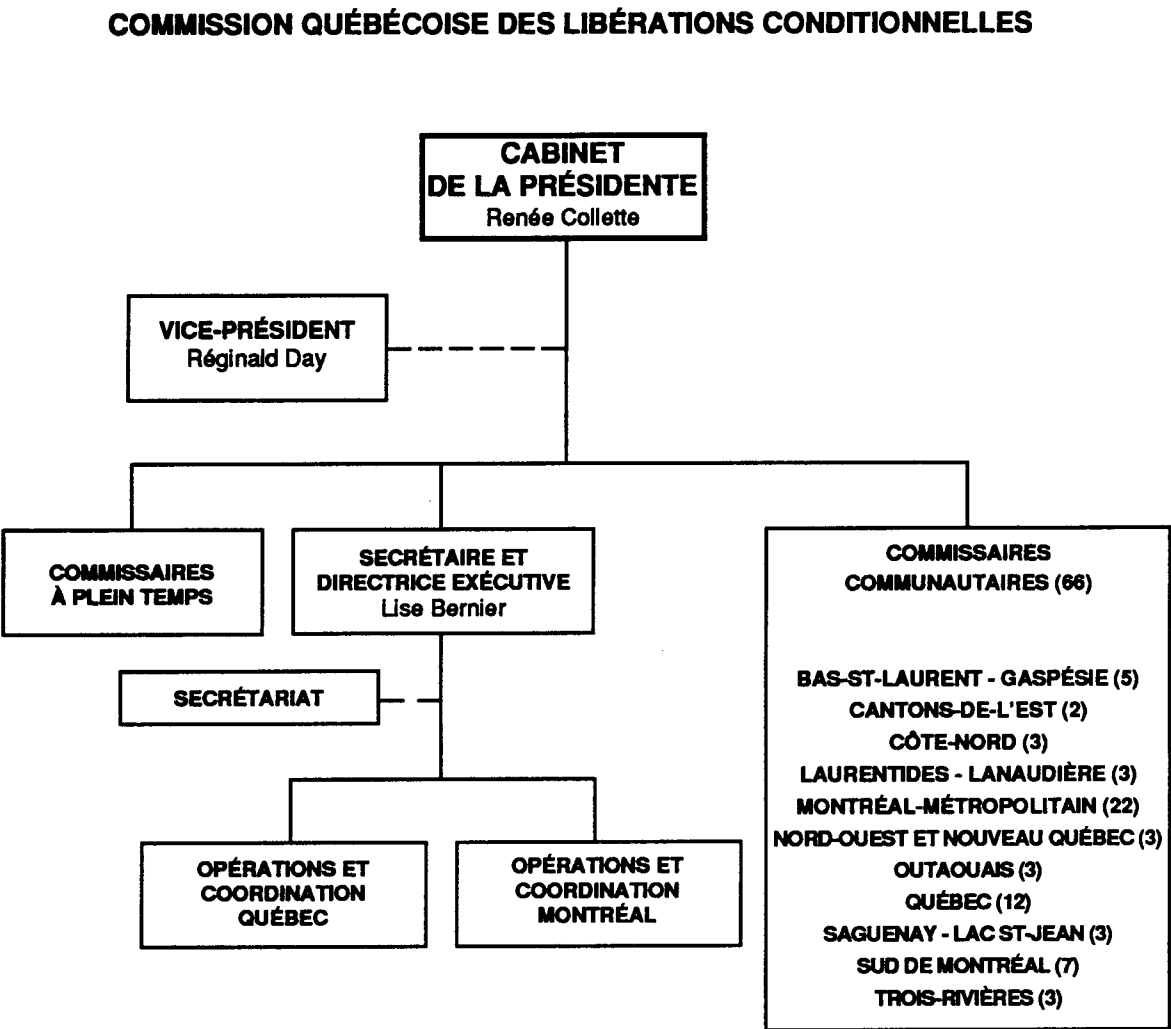 COMMISSION QUÉBÉCOISE DES LIBÉRATIONS CONDITIONNELLES
CABINET
DE LA PRÉSIDENTE
Renée Collette
VICE-PRÉSIDENT
Réginald Day
COMMISSAIRES
À PLEIN TEMPS
SECRÉTAIRE ET
DIRECTRICE EXÉCUTIVE
Lise Bernier
SECRÉTARIAT
OPÉRATIONS ET
COORDINATION
QUÉBEC
OPÉRATIONS ET
COORDINATION
MONTRÉAL
COMMISSAIRES
COMMUNAUTAIRES (66)
BAS-ST-LAURENT - GASPÉSIE (5)
CANTONS-DE-L'EST (2)
CÔTE-NORD (3)
LAURENTIDES - LANAUDIÈRE (3)
MONTRÉAL-MÉTROPOLITAIN (22)
NORD-OUEST ET NOUVEAU QUÉBEC (3)
OUTAOUAIS (3)
QUÉBEC (12)
SAGUENAY - LAC ST-JEAN (3)
SUD DE MONTRÉAL (7)
TROIS-RIVIÈRES (3)